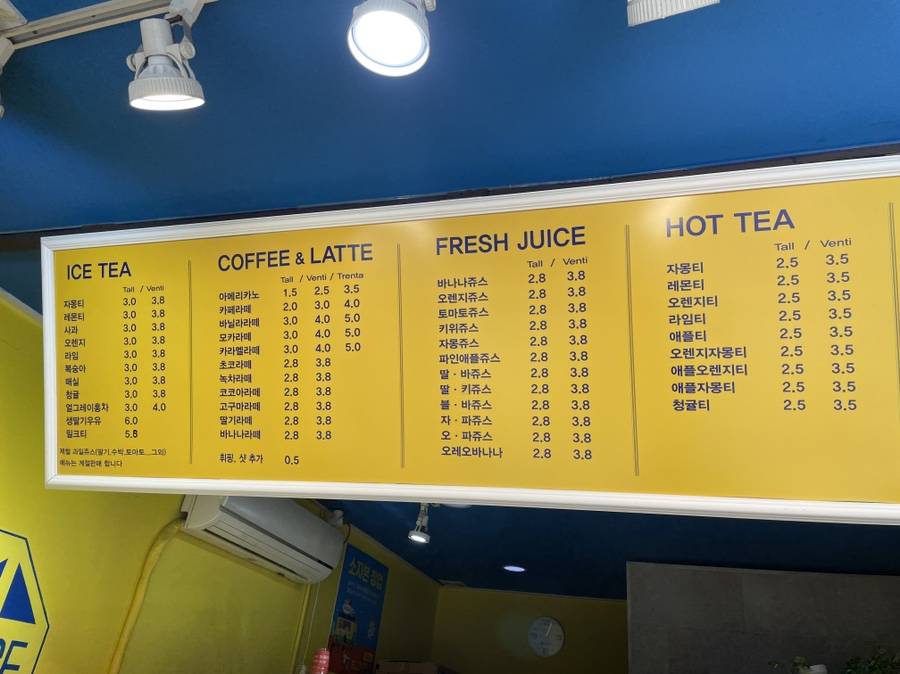 ICE TEA
Tall / Venti
자몽티 3.0 3.8
레몬티 3.0 3.8
사과 3.0 3.8
오렌지 3.0 3.8
라임 3.0 3.8
복숭아 3.0 3.8
매실 3.0 3.8
청귤 3.0 3.8
얼그레이홍차 3.0 4.0
생딸기우유 6.0
밀크티 5.8
제철 과일쥬스(딸기,수박,토마토...그외)
메뉴는 계절판매 합니다
COFFEE & LATTE
Tall / Venti / Trenta
아메리카노 1.5 2.5 3.5
카페라떼 2.0 3.0 4.0
바닐라라떼 3.0 4.0 5.0
모카라떼 3.0 4.0 5.0
카라멜라떼 3.0 4.0 5.0
초코라떼 2.8 3.8
녹차라떼 2.8 3.8
코코아라떼 2.8 3.8
고구마라떼 2.8 3.8
딸기라떼 2.8 3.8
바나나라떼 2.8 3.8
휘핑, 샷 추가 0.5
FRESH JUICE
Tall / Venti
바나나쥬스 2.8 3.8
오렌지쥬스 2.8 3.8
토마토쥬스 2.8 3.8
키위쥬스 2.8 3.8
자몽쥬스 2.8 3.8
파인애플쥬스 2.8 3.8
딸 · 바쥬스 2.8 3.8
딸 · 키쥬스 2.8 3.8
블 · 바쥬스 2.8 3.8
자 · 파쥬스 2.8 3.8
오 · 파쥬스 2.8 3.8
오레오바나나 2.8 3.8
HOT TEA
Tall / Venti
자몽티 2.5 3.5
레몬티 2.5 3.5
오렌지티 2.5 3.5
라임티 2.5 3.5
애플티 2.5 3.5
오렌지자몽티 2.5 3.5
애플오렌지티 2.5 3.5
애플자몽티 2.5 3.5
청귤티 2.5 3.5
소자본 창업